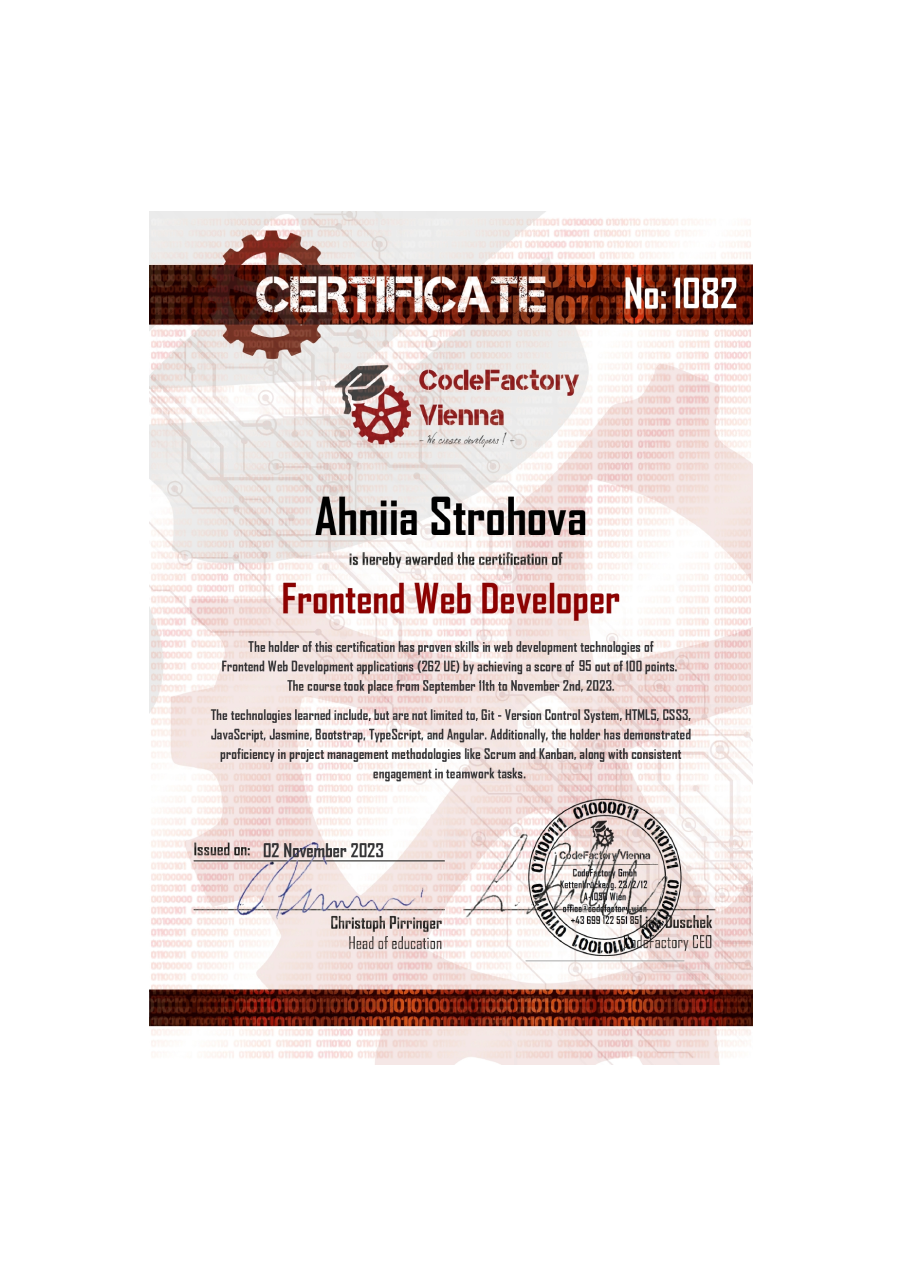 CERTIFICATE
No: 1082
CodeFactory
Vienna
- We create developers ! -
Ahniia Strohova
is hereby awarded the certification of
Frontend Web Developer
The holder of this certification has proven skills in web development technologies of
Frontend Web Development applications (262 UE) by achieving a score of 95 out of 100 points.
The course took place from September 11th to November 2nd, 2023.
The technologies learned include, but are not limited to, Git - Version Control System, HTML5, CSS3,
JavaScript, Jasmine, Bootstrap, TypeScript, and Angular. Additionally, the holder has demonstrated
proficiency in project management methodologies like Scrum and Kanban, along with consistent
engagement in teamwork tasks.
Issued on: 02 November 2023
01000011 01101111 01100100
CodeFactory Vienna
CodeFactory GmbH
Kettenbrückeng. 23/2/12
A-1050 Wien
office@codefactory.wien
+43 699 122 551 851
Christoph Pirringer
Duschek
Head of education
CodeFactory CEO